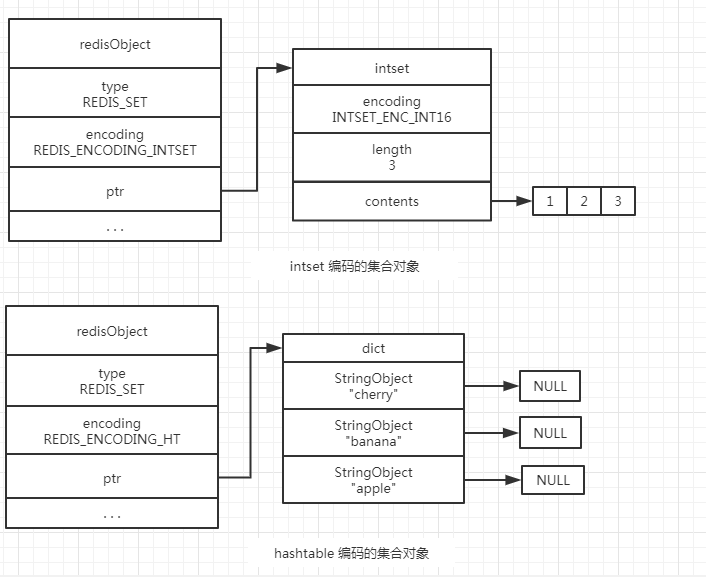 redisObject
type
REDIS_SET
encoding
REDIS_ENCODING_INTSET
ptr
...
intset
encoding
INTSET_ENC_INT16
length
3
contents
1 2 3
intset 编码的集合对象
redisObject
type
REDIS_SET
encoding
REDIS_ENCODING_HT
ptr
...
dict
StringObject
"cherry"
NULL
StringObject
"banana"
NULL
StringObject
"apple"
NULL
hashtable 编码的集合对象